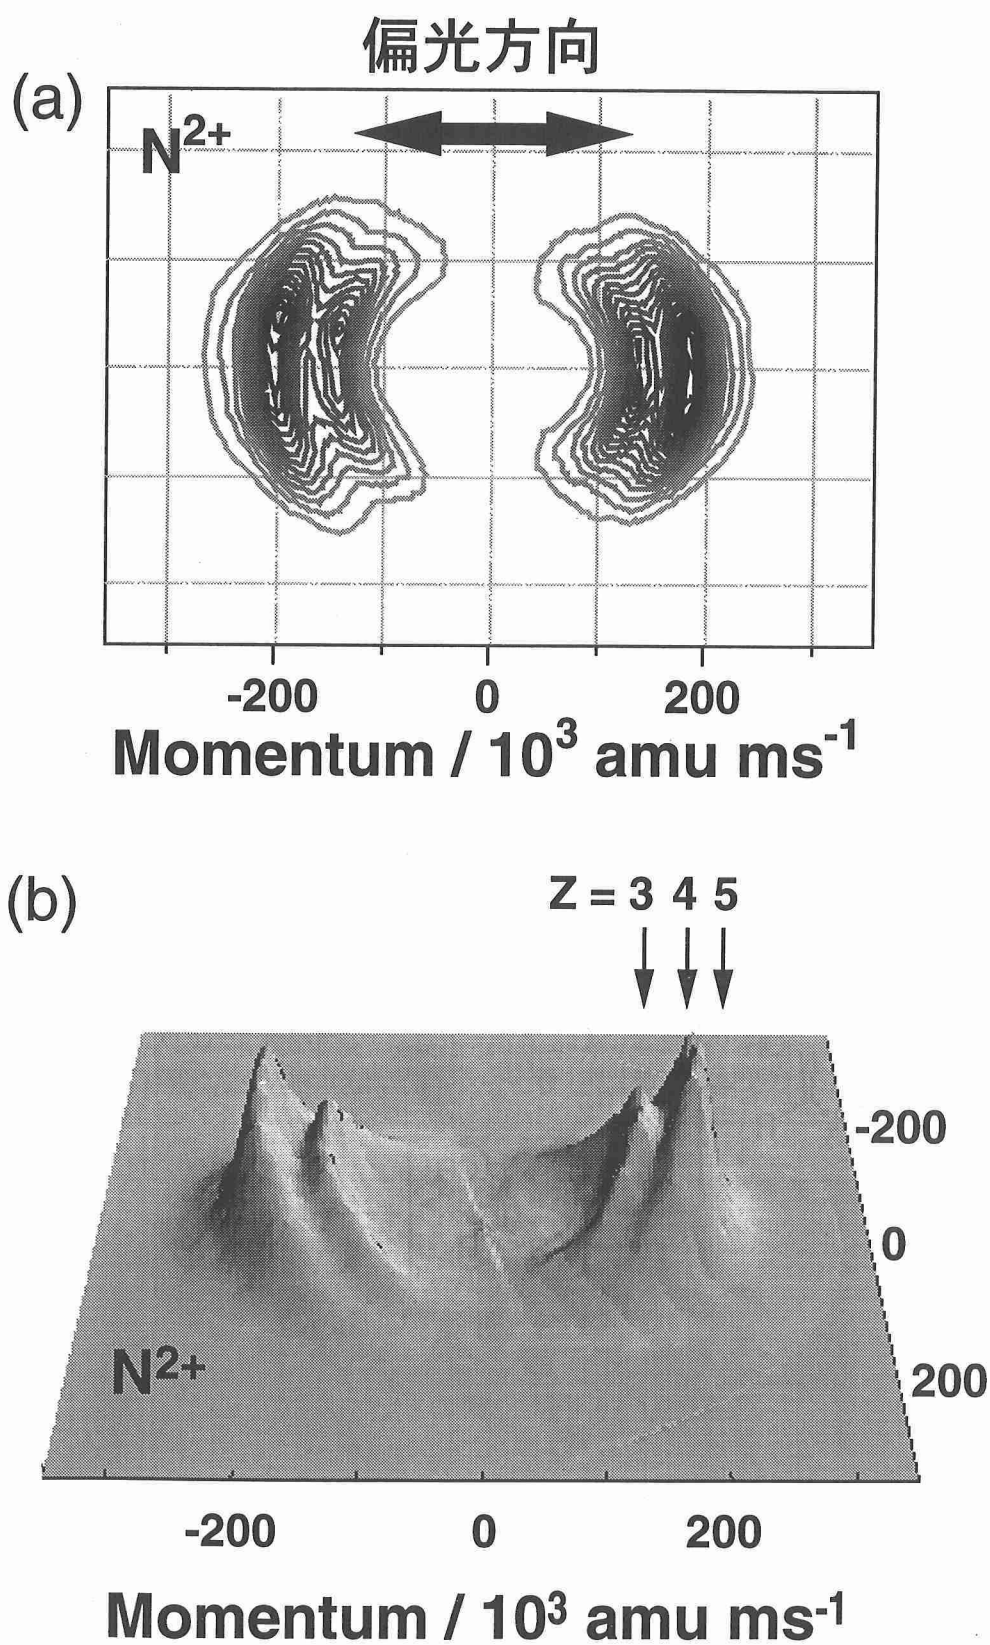 偏光方向
(a)
N²⁺
-200 0 200
Momentum / 10³ amu ms⁻¹
(b)
Z = 3 4 5
-200
0
N²⁺
200
-200 0 200
Momentum / 10³ amu ms⁻¹